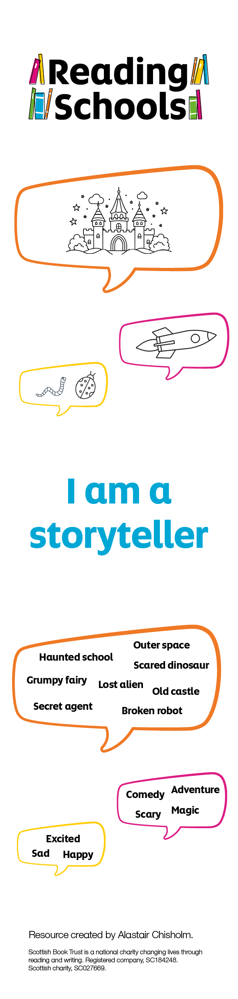 Reading
Schools
I am a
storyteller
Outer space
Haunted school
Scared dinosaur
Grumpy fairy
Lost alien
Old castle
Secret agent
Broken robot
Adventure
Comedy
Magic
Scary
Excited
Sad Happy
Resource created by Alastair Chisholm.
Scottish Book Trust is a national charity changing lives through
reading and writing. Registered company, SC184248.
Scottish charity, SC027669.